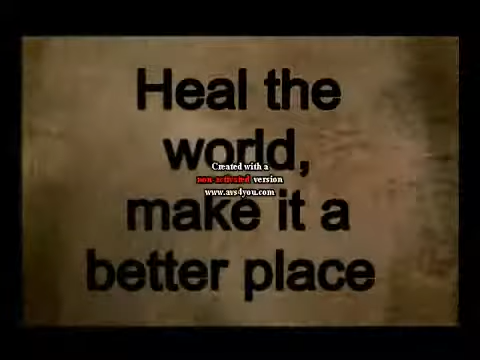 Heal the
world,
Created with a
non-activated version
www.avs4you.com
make it a
better place